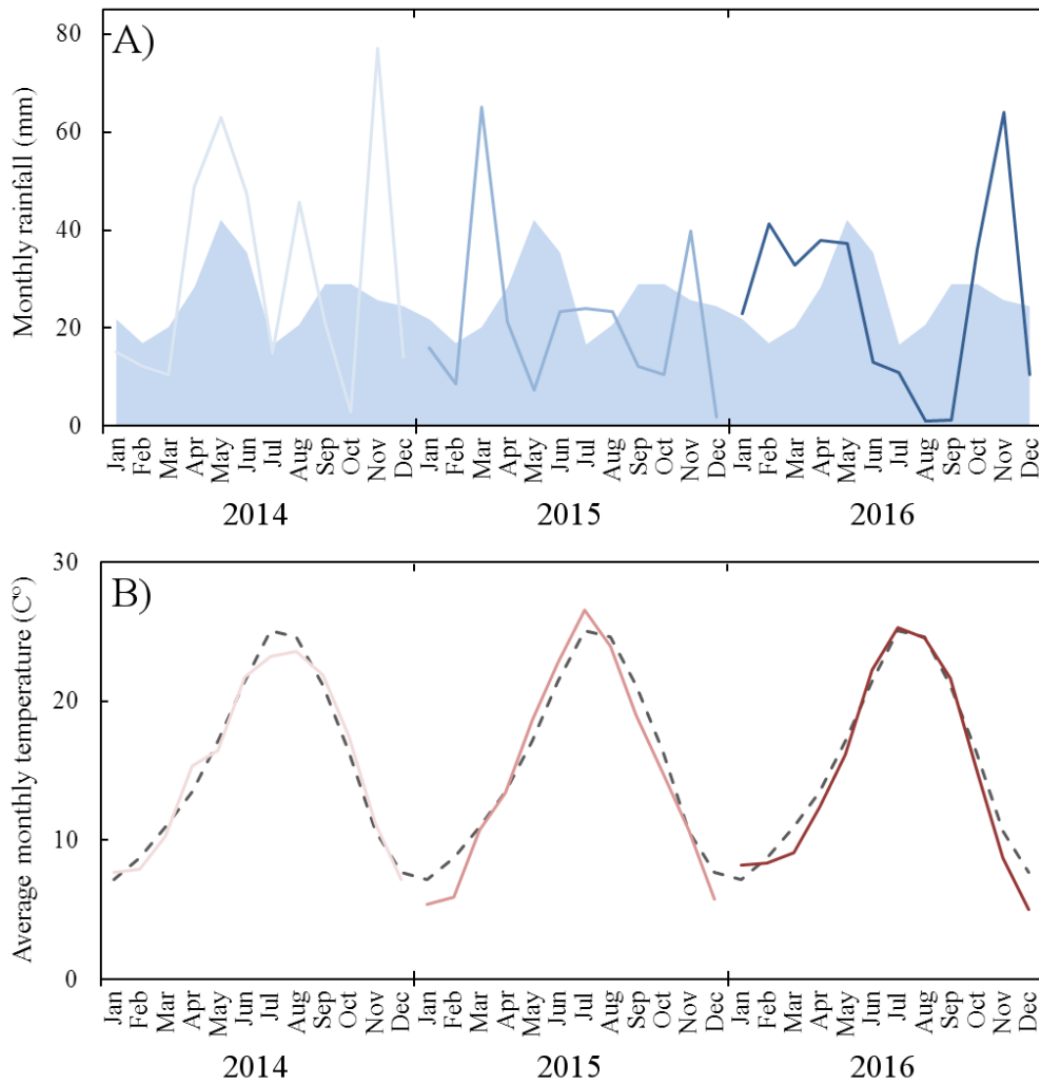 A)
Monthly rainfall (mm)
80
60
40
20
0
Jan Feb Mar Apr May Jun Jul Aug Sep Oct Nov Dec Jan Feb Mar Apr May Jun Jul Aug Sep Oct Nov Dec Jan Feb Mar Apr May Jun Jul Aug Sep Oct Nov Dec
2014 2015 2016
B)
Average monthly temperature (Cº)
30
20
10
0
Jan Feb Mar Apr May Jun Jul Aug Sep Oct Nov Dec Jan Feb Mar Apr May Jun Jul Aug Sep Oct Nov Dec Jan Feb Mar Apr May Jun Jul Aug Sep Oct Nov Dec
2014 2015 2016